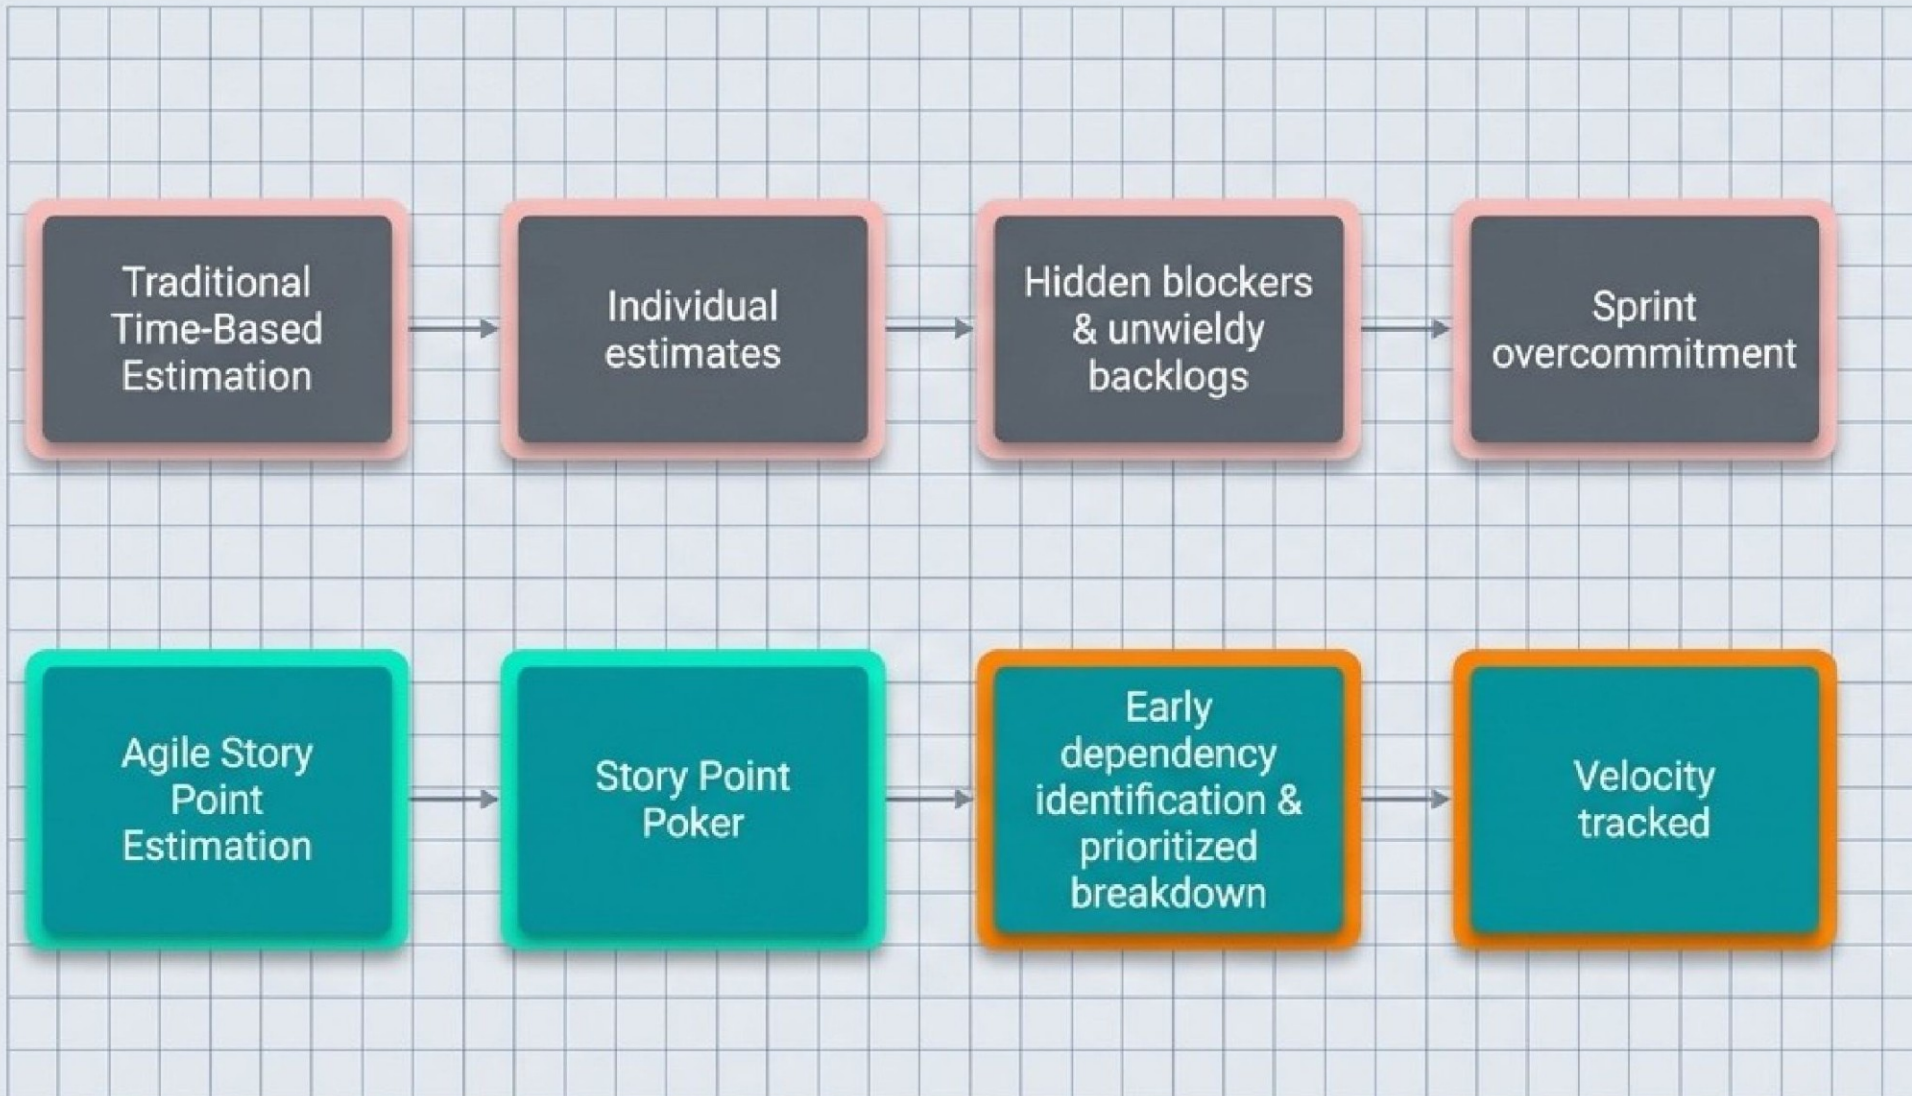 Traditional
Time-Based
Estimation
Individual
estimates
Hidden blockers
& unwieldy
backlogs
Sprint
overcommitment
Agile Story
Point
Estimation
Story Point
Poker
Early
dependency
identification &
prioritized
breakdown
Velocity
tracked